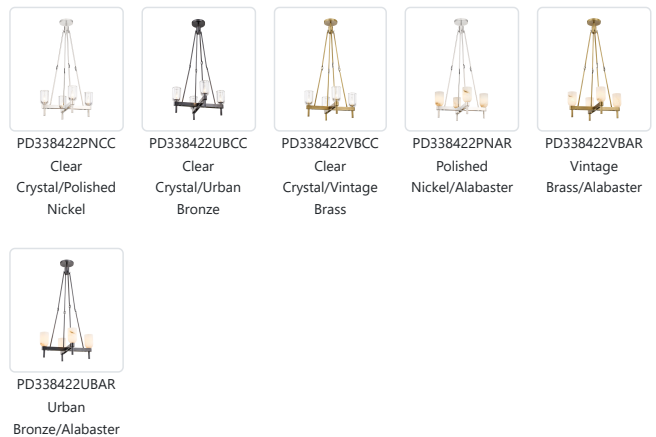 PD338422PNCC
Clear
Crystal/Polished
Nickel
PD338422UBCC
Clear
Crystal/Urban
Bronze
PD338422VBCC
Clear
Crystal/Vintage
Brass
PD338422PNAR
Polished
Nickel/Alabaster
PD338422VBAR
Vintage
Brass/Alabaster
PD338422UBAR
Urban
Bronze/Alabaster